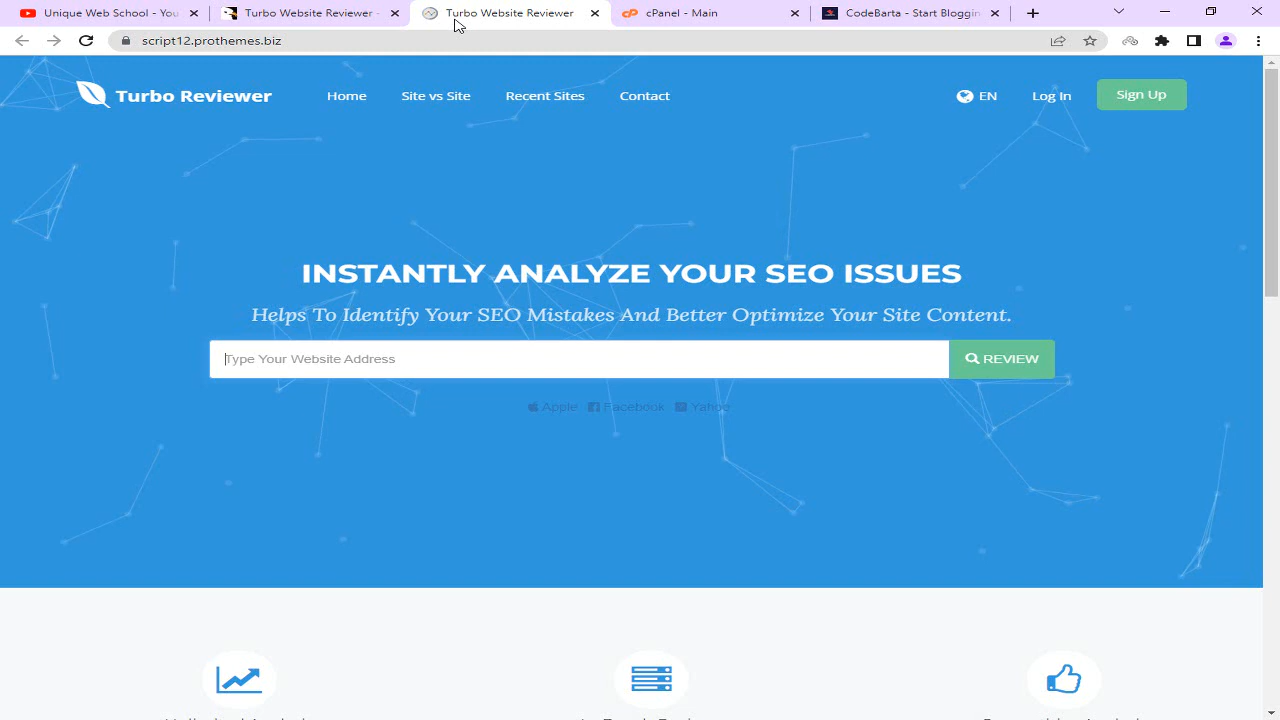 Unique Web School - You
Turbo Website Reviewer -
Turbo Website Reviewer
cPanel - Main
CodeBarta - Start Bloggin
script12.prothemes.biz
Turbo Reviewer
Home
Site vs Site
Recent Sites
Contact
EN
Log In
Sign Up
INSTANTLY ANALYZE YOUR SEO ISSUES
Helps To Identify Your SEO Mistakes And Better Optimize Your Site Content.
Type Your Website Address
REVIEW
Apple Facebook Yahoo